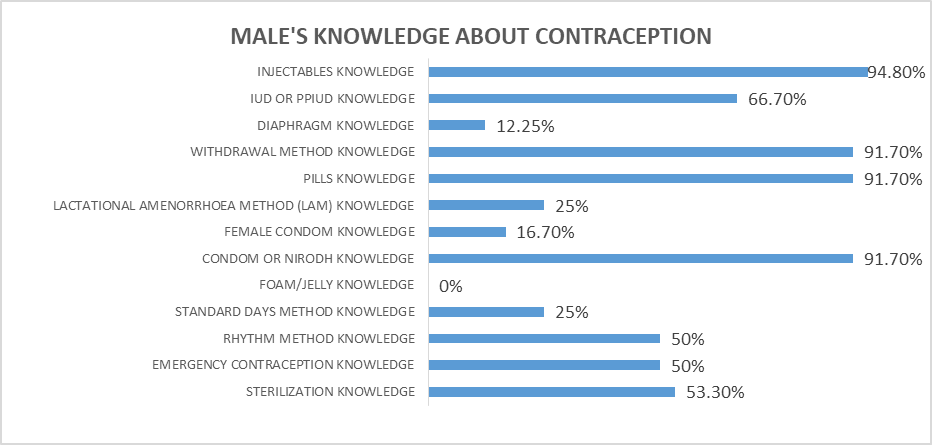 MALE'S KNOWLEDGE ABOUT CONTRACEPTION
INJECTABLES KNOWLEDGE 94.80%
IUD OR PPIUD KNOWLEDGE 66.70%
DIAPHRAGM KNOWLEDGE 12.25%
WITHDRAWAL METHOD KNOWLEDGE 91.70%
PILLS KNOWLEDGE 91.70%
LACTATIONAL AMENORRHOEA METHOD (LAM) KNOWLEDGE 25%
FEMALE CONDOM KNOWLEDGE 16.70%
CONDOM OR NIRODH KNOWLEDGE 91.70%
FOAM/JELLY KNOWLEDGE 0%
STANDARD DAYS METHOD KNOWLEDGE 25%
RHYTHM METHOD KNOWLEDGE 50%
EMERGENCY CONTRACEPTION KNOWLEDGE 50%
STERILIZATION KNOWLEDGE 53.30%